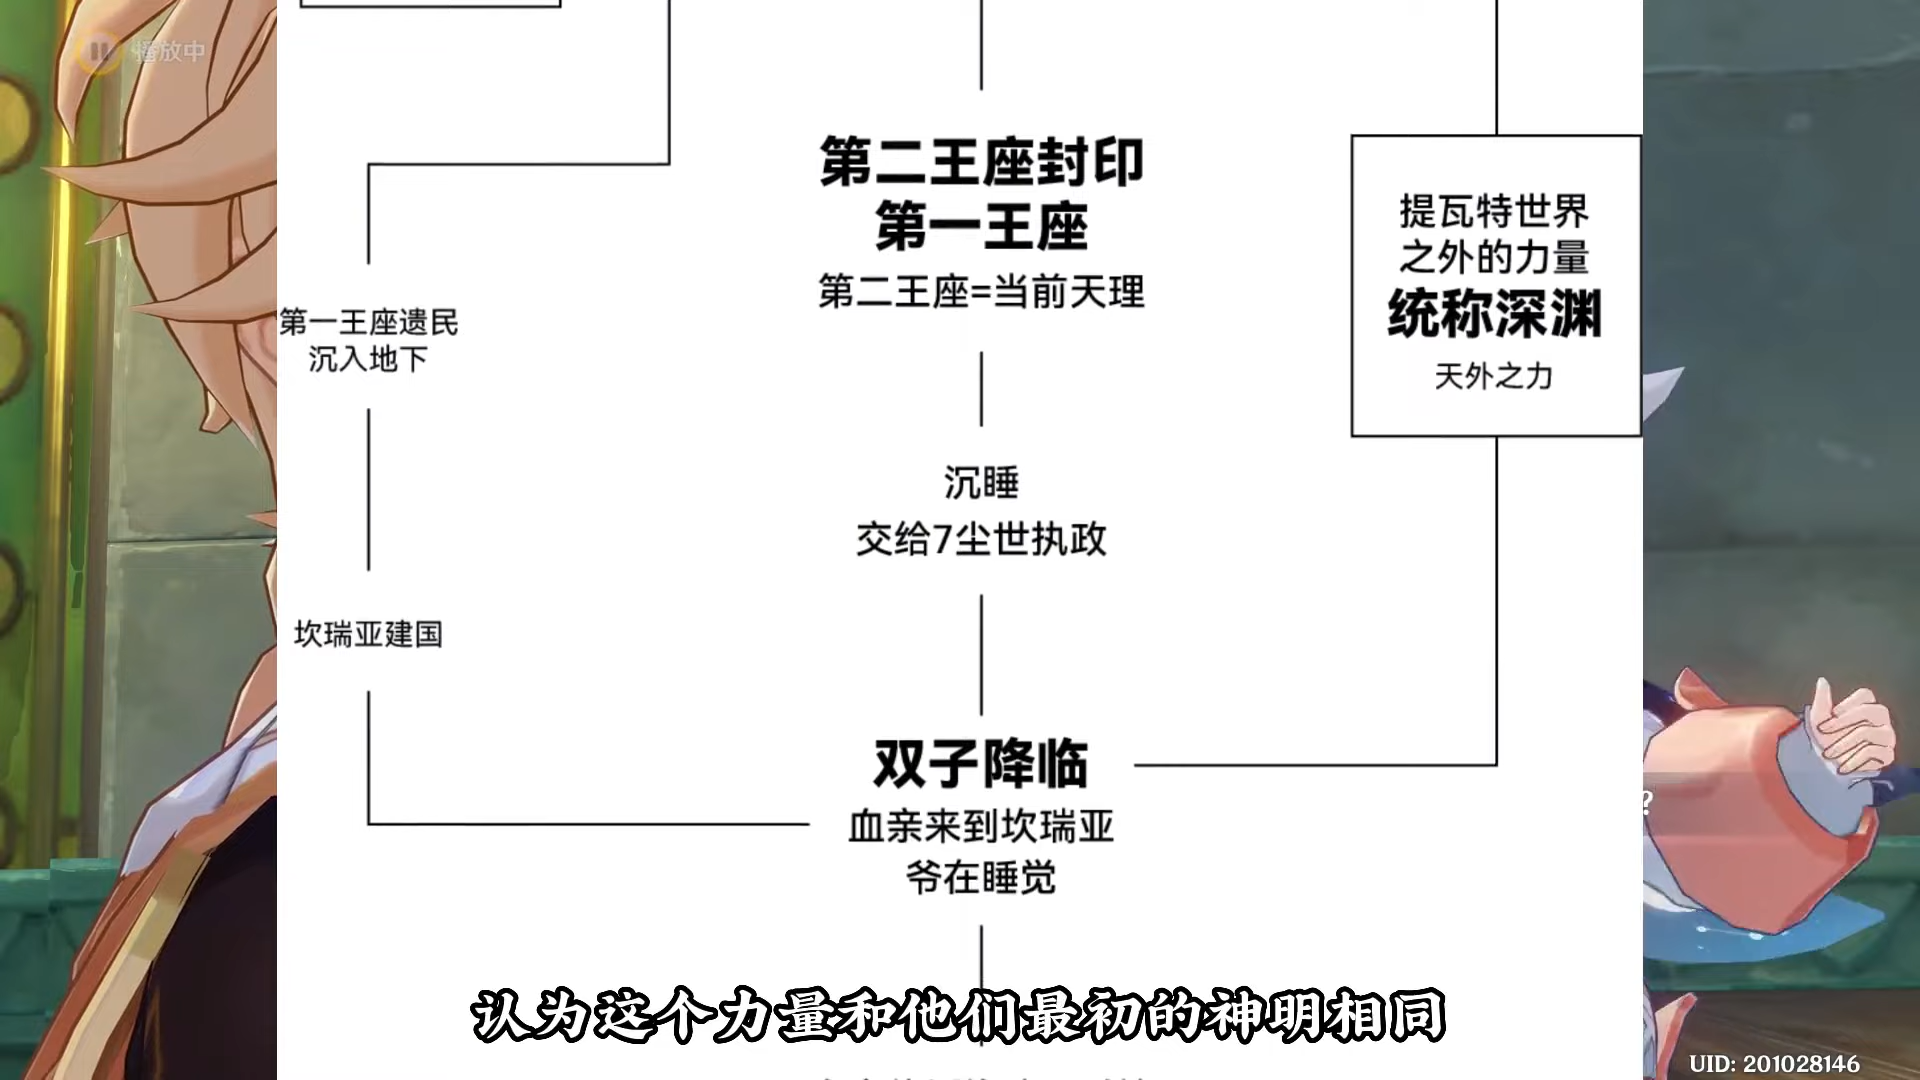 播放中
第二王座封印
第一王座
第二王座=当前天理
提瓦特世界
之外的力量
统称深渊
天外之力
第一王座遗民
沉入地下
沉睡
交给7尘世执政
坎瑞亚建国
双子降临
血亲来到坎瑞亚
爷在睡觉
?
认为这个力量和他们最初的神明相同
UID: 201028146